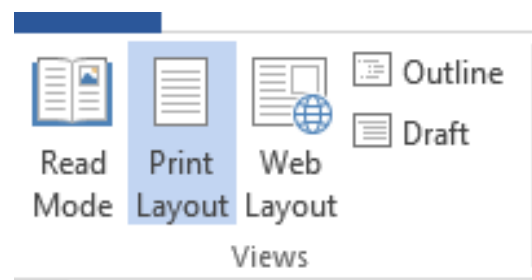 Read Mode
Print Layout
Web Layout
Outline
Draft
Views